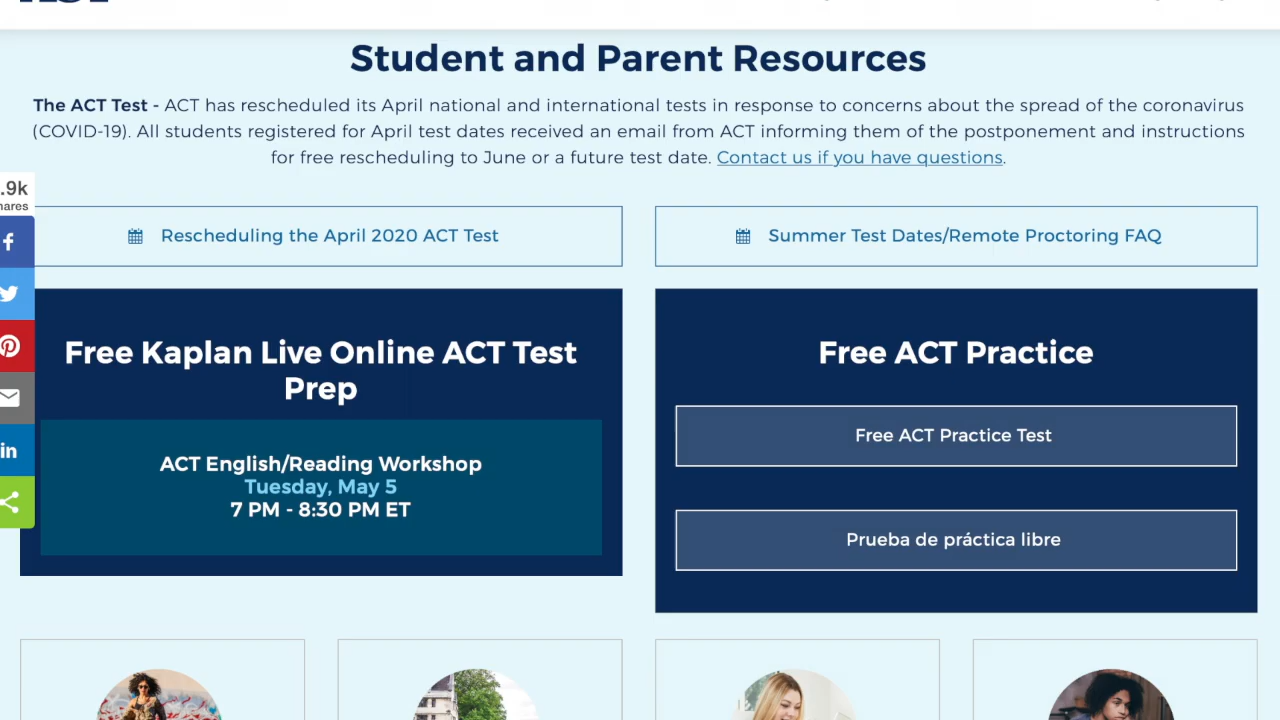 Student and Parent Resources
The ACT Test - ACT has rescheduled its April national and international tests in response to concerns about the spread of the coronavirus
(COVID-19). All students registered for April test dates received an email from ACT informing them of the postponement and instructions
for free rescheduling to June or a future test date. Contact us if you have questions.
.9k
hares
Rescheduling the April 2020 ACT Test
Summer Test Dates/Remote Proctoring FAQ
Free Kaplan Live Online ACT Test
Prep
ACT English/Reading Workshop
Tuesday, May 5
7 PM - 8:30 PM ET
Free ACT Practice
Free ACT Practice Test
Prueba de práctica libre